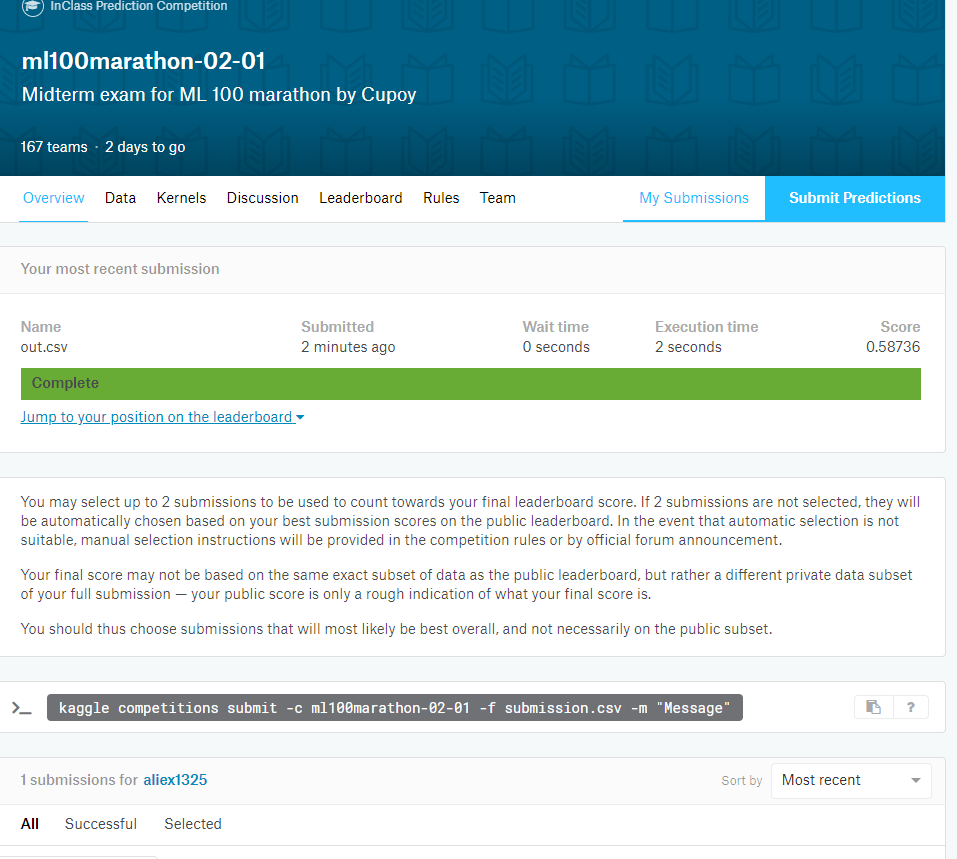 InClass Prediction Competition
ml100marathon-02-01
Midterm exam for ML 100 marathon by Cupoy
167 teams · 2 days to go
Overview Data Kernels Discussion Leaderboard Rules Team My Submissions Submit Predictions
Your most recent submission
Name Submitted Wait time Execution time Score
out.csv 2 minutes ago 0 seconds 2 seconds 0.58736
Complete
Jump to your position on the leaderboard
You may select up to 2 submissions to be used to count towards your final leaderboard score. If 2 submissions are not selected, they will
be automatically chosen based on your best submission scores on the public leaderboard. In the event that automatic selection is not
suitable, manual selection instructions will be provided in the competition rules or by official forum announcement.
Your final score may not be based on the same exact subset of data as the public leaderboard, but rather a different private data subset
of your full submission — your public score is only a rough indication of what your final score is.
You should thus choose submissions that will most likely be best overall, and not necessarily on the public subset.
>_ kaggle competitions submit -c ml100marathon-02-01 -f submission.csv -m "Message" ?
1 submissions for aliex1325 Sort by Most recent
All Successful Selected